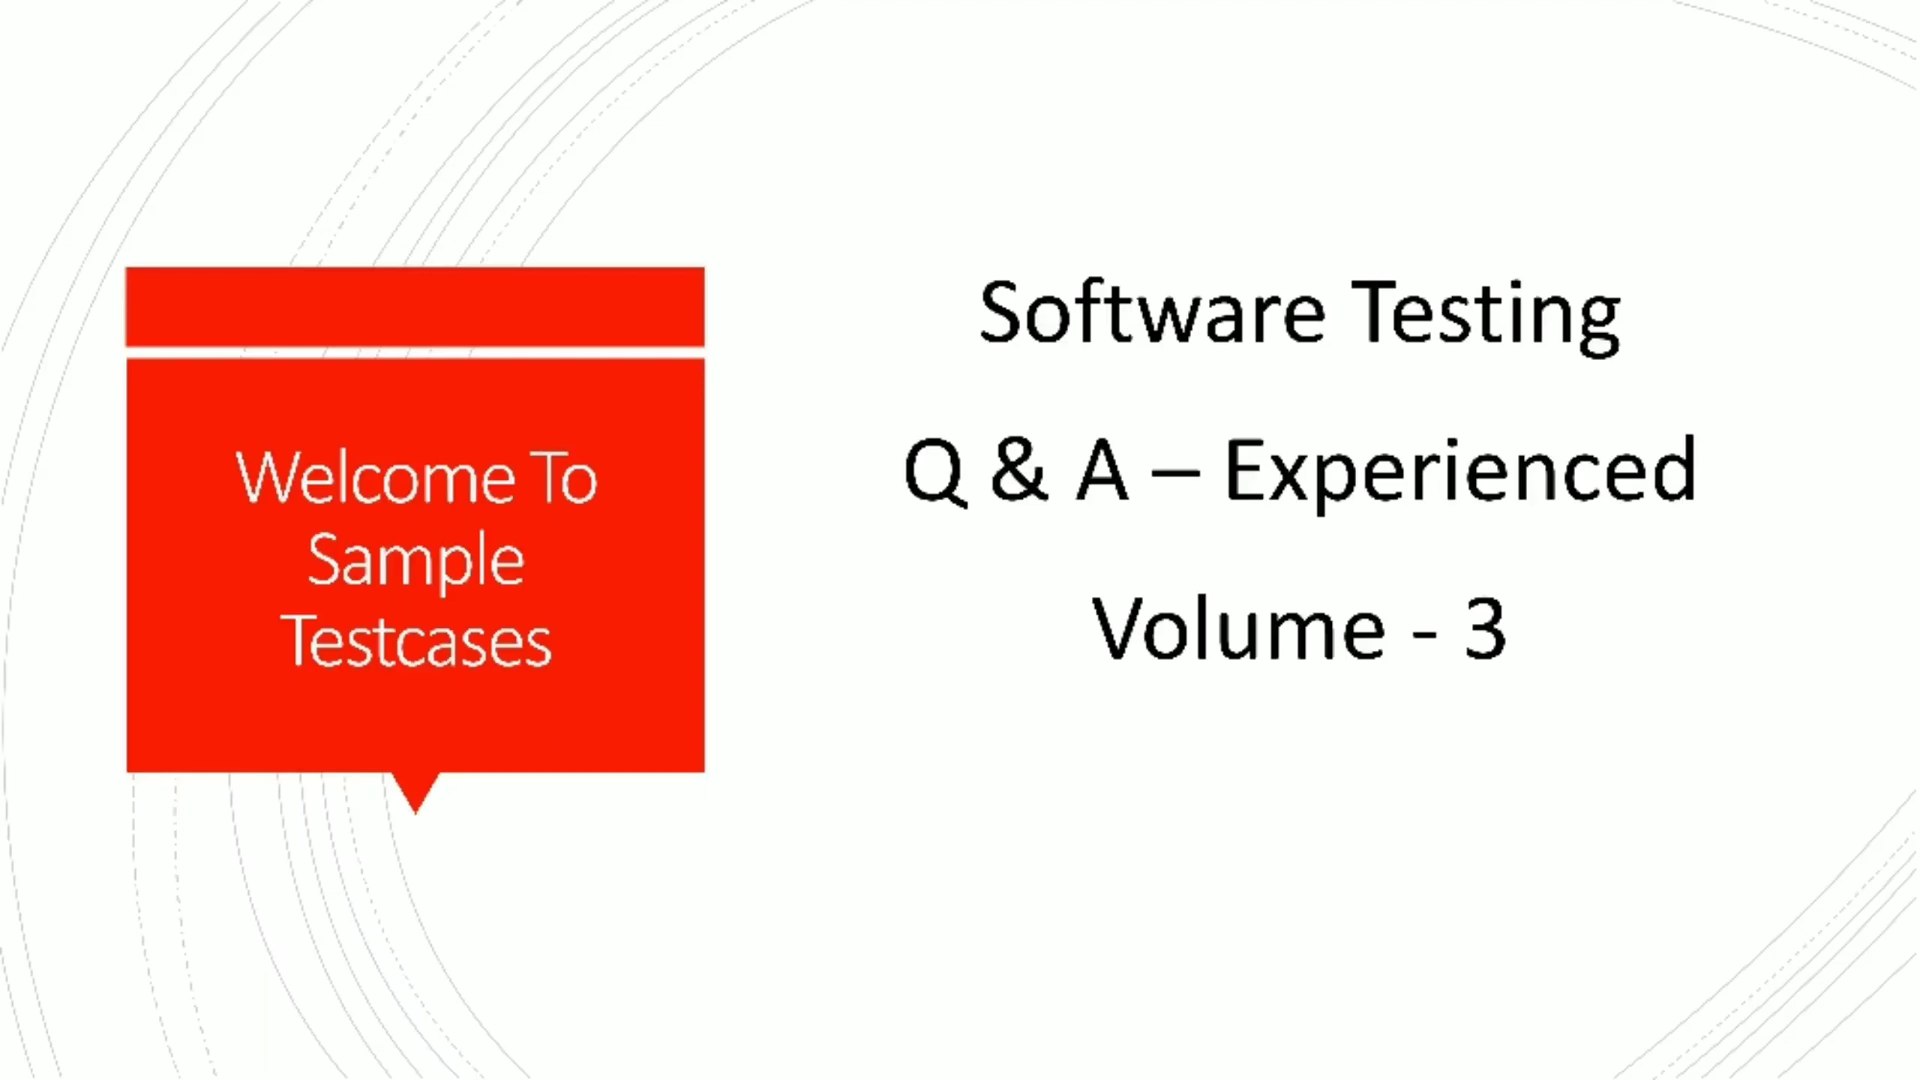 Welcome To
Sample
Testcases
Software Testing
Q & A – Experienced
Volume - 3